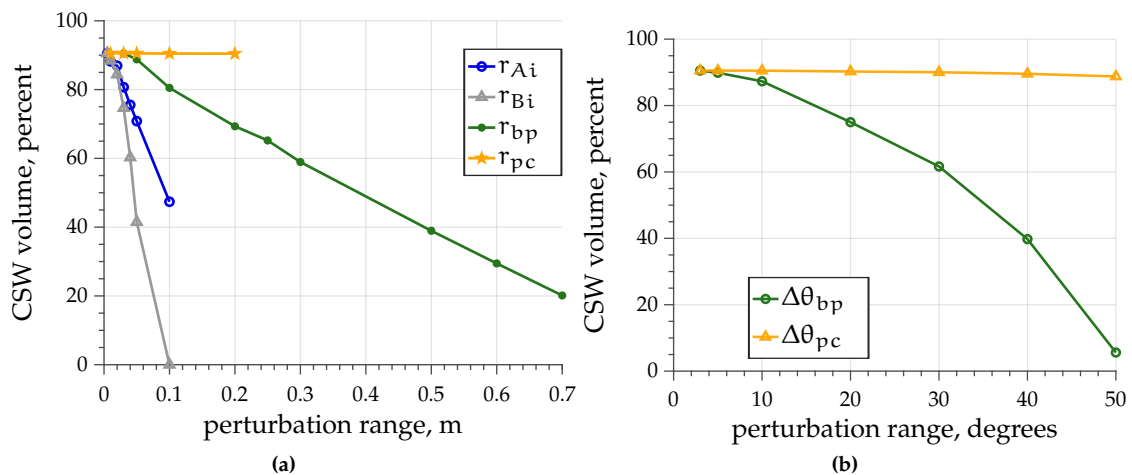 100
80
60
40
20
0
CSW volume, percent
0
0.1
0.2
0.3
0.4
0.5
0.6
0.7
perturbation range, m
r_Ai
r_Bi
r_bp
r_pc
(a)
100
80
60
40
20
0
CSW volume, percent
0
10
20
30
40
50
perturbation range, degrees
Δθ_bp
Δθ_pc
(b)